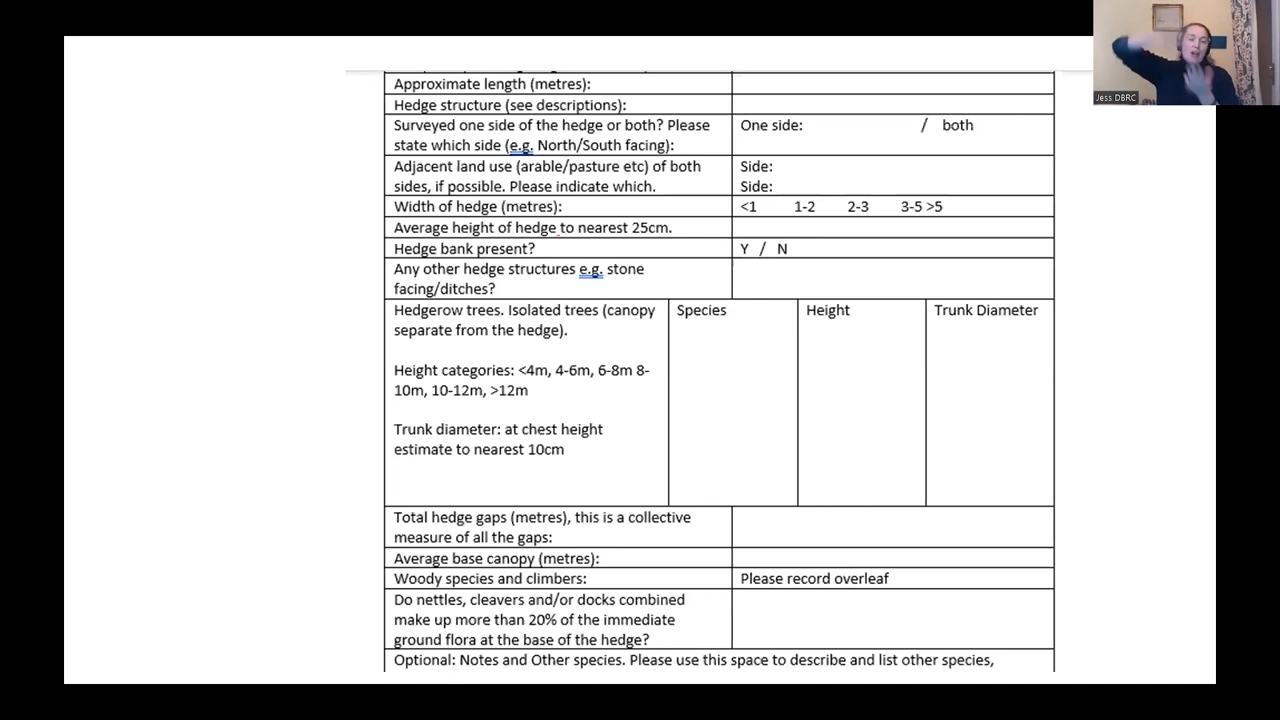 Approximate length (metres):
Hedge structure (see descriptions):
Surveyed one side of the hedge or both? Please
state which side (e.g. North/South facing):
One side: / both
Adjacent land use (arable/pasture etc) of both
sides, if possible. Please indicate which.
Side:
Side:
Width of hedge (metres):
<1 1-2 2-3 3-5 >5
Average height of hedge to nearest 25cm.
Hedge bank present?
Y / N
Any other hedge structures e.g. stone
facing/ditches?
Hedgerow trees. Isolated trees (canopy
separate from the hedge).
Height categories: <4m, 4-6m, 6-8m 8-
10m, 10-12m, >12m
Trunk diameter: at chest height
estimate to nearest 10cm
Species
Height
Trunk Diameter
Total hedge gaps (metres), this is a collective
measure of all the gaps:
Average base canopy (metres):
Woody species and climbers:
Please record overleaf
Do nettles, cleavers and/or docks combined
make up more than 20% of the immediate
ground flora at the base of the hedge?
Optional: Notes and Other species. Please use this space to describe and list other species,
Jess DBRC